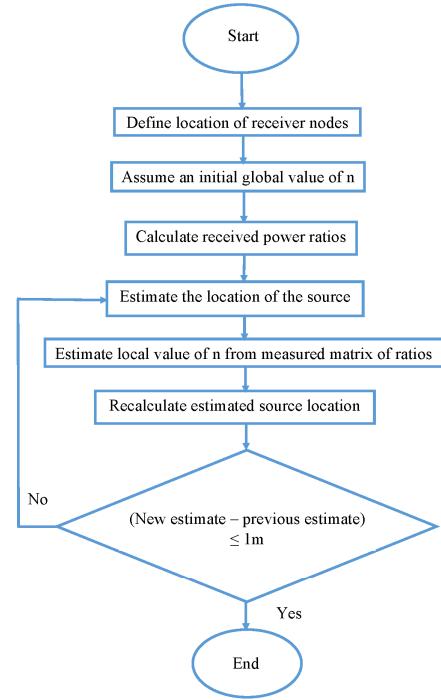 Start
Define location of receiver nodes
Assume an initial global value of n
Calculate received power ratios
Estimate the location of the source
Estimate local value of n from measured matrix of ratios
Recalculate estimated source location
No
(New estimate – previous estimate)
≤ 1m
Yes
End